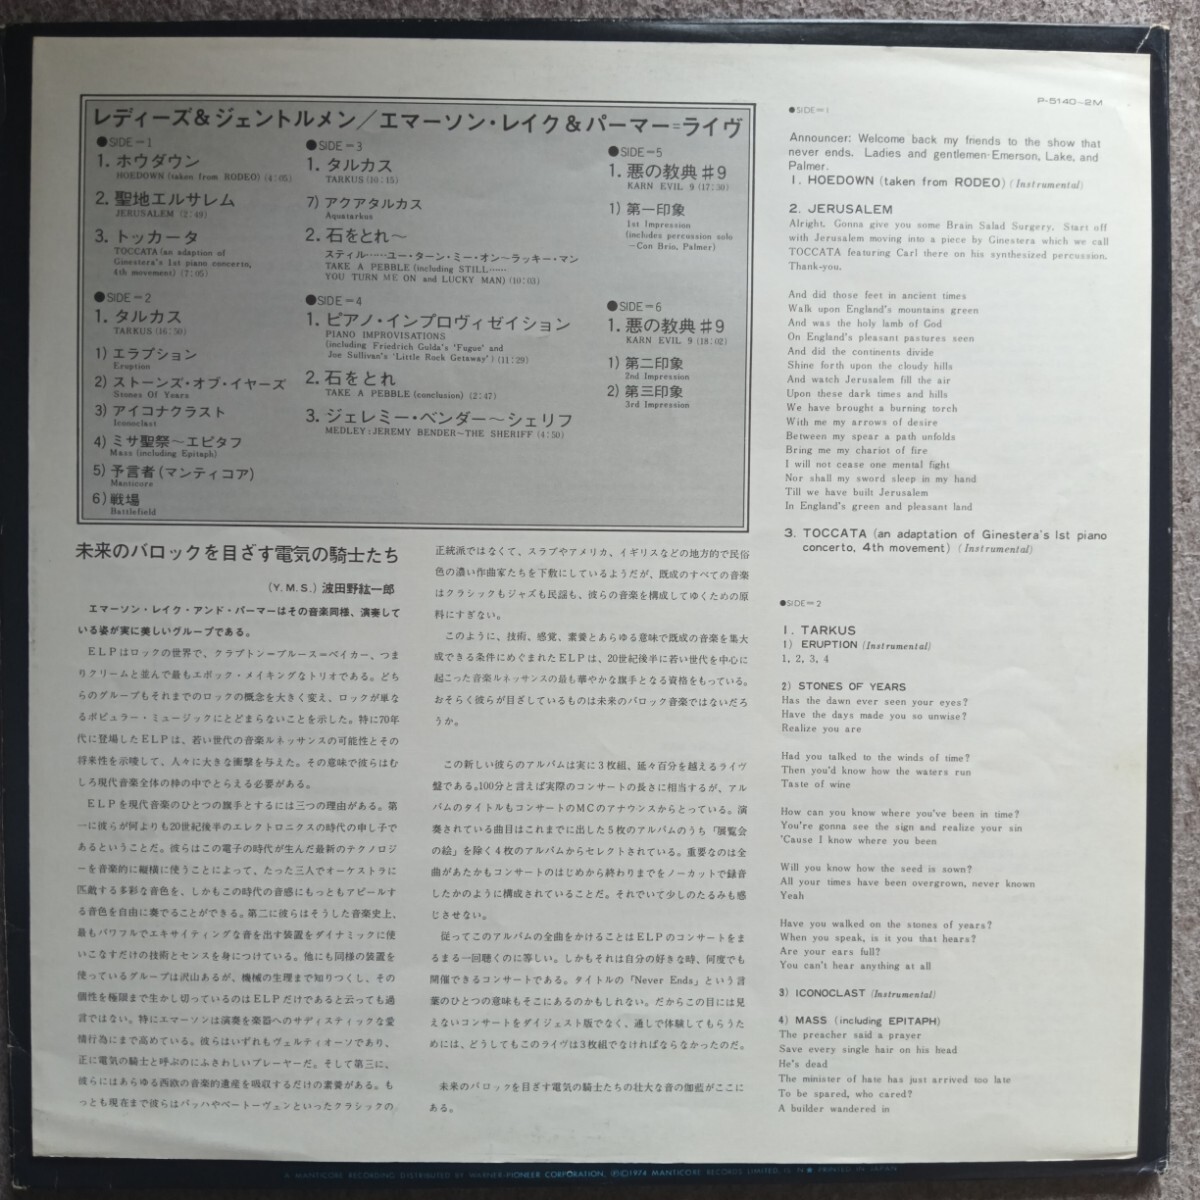 レディーズ&ジェントルメン/エマーソン・レイク&パーマー=ライヴ
●SIDE=1
1. ホウダウン
HOEDOWN (taken from RODEO) (4:05)
2. 聖地エルサレム
JERUSALEM (2:49)
3. トッカータ
TOCCATA (an adaption of
Ginestera's 1st piano concerto,
4th movement) (7:05)
●SIDE=2
1. タルカス
TARKUS (16:50)
1) エラプション
Eruption
2) ストーンズ・オブ・イヤーズ
Stones Of Years
3) アイコナクラスト
Iconoclast
4) ミサ聖祭〜エピタフ
Mass (including Epitaph)
5) 予言者(マンティコア)
Manticore
6) 戦場
Battlefield
●SIDE=3
1. タルカス
TARKUS (10:15)
7) アクアタルカス
Aquatarkus
2. 石をとれ〜
スティル……ユー・ターン・ミー・オン〜ラッキー・マン
TAKE A PEBBLE (including STILL……
YOU TURN ME ON and LUCKY MAN) (10:03)
●SIDE=4
1. ピアノ・インプロヴィゼイション
PIANO IMPROVISATIONS
(including Friedrich Gulda's 'Fugue' and
Joe Sullivan's 'Little Rock Getaway') (11:29)
2. 石をとれ
TAKE A PEBBLE (conclusion) (2:47)
3. ジェレミー・ベンダー〜シェリフ
MEDLEY: JEREMY BENDER〜THE SHERIFF (4:50)
●SIDE=5
1. 悪の教典♯9
KARN EVIL 9 (17:30)
1) 第一印象
1st Impression
(includes percussion solo
−Con Brio, Palmer)
●SIDE=6
1. 悪の教典♯9
KARN EVIL 9 (18:02)
1) 第二印象
2nd Impression
2) 第三印象
3rd Impression
未来のバロックを目ざす電気の騎士たち
(Y.M.S.) 波田野紘一郎
エマーソン・レイク・アンド・パーマーはその音楽同様、演奏して
いる姿が実に美しいグループである。
ELPはロックの世界で、クラプトン=ブルース=ベイカー、つま
りクリームと並んで最もエポック・メイキングなトリオである。どち
らのグループもそれまでのロックの概念を大きく変え、ロックが単な
るポピュラー・ミュージックにとどまらないことを示した。特に70年
代に登場したELPは、若い世代の音楽ルネッサンスの可能性とその
将来性を示唆して、人々に大きな衝撃を与えた。その意味で彼らはむ
しろ現代音楽全体の枠の中でとらえる必要がある。
ELPを現代音楽のひとつの旗手とするには三つの理由がある。第
一に彼らが何よりも20世紀後半のエレクトロニクスの時代の申し子で
あるということだ。彼らはこの電子の時代が生んだ最新のテクノロジ
ーを音楽的に縦横に使うことによって、たった三人でオーケストラに
匹敵する多彩な音色を、しかもこの時代の音感にもっともアピールす
る音色を自由に奏でることができる。第二に彼らはそうした音楽史上、
最もパワフルでエキサイティングな音を出す装置をダイナミックに使
いこなすだけの技術とセンスを身につけている。他にも同様の装置を
使っているグループは沢山あるが、機械の生理まで知りつくし、その
個性を極限まで生かし切っているのはELPだけであると云っても過
言ではない。特にエマーソンは演奏を楽器へのサディスティックな愛
情行為にまで高めている。彼らはいずれもヴェルティオーソであり、
正に電気の騎士と呼ぶのにふさわしいプレーヤーだ。そして第三に、
彼らにはあらゆる西欧の音楽的遺産を吸収するだけの素養がある。も
っとも現在まで彼らはバッハやベートーヴェンといったクラシックの
正統派ではなくて、スラブやアメリカ、イギリスなどの地方的で民俗
色の濃い作曲家たちを下敷にしているようだが、既成のすべての音楽
はクラシックもジャズも民謡も、彼らの音楽を構成してゆくための原
料にすぎない。
このように、技術、感覚、素養とあらゆる意味で既成の音楽を集大
成できる条件にめぐまれたELPは、20世紀後半に若い世代を中心に
起こった音楽ルネッサンスの最も華やかな旗手となる資格をもっている。
おそらく彼らが目ざしているものは未来のバロック音楽ではないだろ
うか。
この新しい彼らのアルバムは実に3枚組、延々百分を越えるライヴ
盤である。100分と言えば実際のコンサートの長さに相当するが、アル
バムのタイトルもコンサートのMCのアナウンスからとっている。演
奏されている曲目はこれまでに出した5枚のアルバムのうち「展覧会
の絵」を除く4枚のアルバムからセレクトされている。重要なのは全
曲があたかもコンサートのはじめから終わりまでをノーカットで録音
したかのように構成されていることだ。それでいて少しのたるみも感
じさせない。
従ってこのアルバムの全曲をかけることはELPのコンサートをま
るまる一回聴くのに等しい。しかもそれは自分の好きな時、何度でも
開催できるコンサートである。タイトルの「Never Ends」という言
葉のひとつの意味もそこにあるのかもしれない。だからこの目には見
えないコンサートをダイジェスト版でなく、通しで体験してもらうた
めには、どうしてもこのライヴは3枚組でなければならなかったのだ。
未来のバロックを目ざす電気の騎士たちの壮大な音の伽藍がここに
ある。
P-5140~2M
●SIDE=1
Announcer: Welcome back my friends to the show that
never ends. Ladies and gentlemen-Emerson, Lake, and
Palmer.
1. HOEDOWN (taken from RODEO) (Instrumental)
2. JERUSALEM
Alright. Gonna give you some Brain Salad Surgery. Start off
with Jerusalem moving into a piece by Ginestera which we call
TOCCATA featuring Carl there on his synthesized percussion.
Thank-you.
And did those feet in ancient times
Walk upon England's mountains green
And was the holy lamb of God
On England's pleasant pastures seen
And did the continents divide
Shine forth upon the cloudy hills
And watch Jerusalem fill the air
Upon these dark times and hills
We have brought a burning torch
With me my arrows of desire
Between my spear a path unfolds
Bring me my chariot of fire
I will not cease one mental fight
Nor shall my sword sleep in my hand
Till we have built Jerusalem
In England's green and pleasant land
3. TOCCATA (an adaptation of Ginestera's 1st piano
concerto, 4th movement) (Instrumental)
●SIDE=2
1. TARKUS
1) ERUPTION (Instrumental)
1, 2, 3, 4
2) STONES OF YEARS
Has the dawn ever seen your eyes?
Have the days made you so unwise?
Realize you are
Had you talked to the winds of time?
Then you'd know how the waters run
Taste of wine
How can you know where you've been in time?
You're gonna see the sign and realize your sin
'Cause I know where you been
Will you know how the seed is sown?
All your times have been overgrown, never known
Yeah
Have you walked on the stones of years?
When you speak, is it you that hears?
Are your ears full?
You can't hear anything at all
3) ICONOCLAST (Instrumental)
4) MASS (including EPITAPH)
The preacher said a prayer
Save every single hair on his head
He's dead
The minister of hate has just arrived too late
To be spared, who cared?
A builder wandered in
A MANTICORE RECORDING DISTRIBUTED BY WARNER-PIONEER CORPORATION, ⓅⒸ1974 MANTICORE RECORDS LIMITED, ● PRINTED IN JAPAN